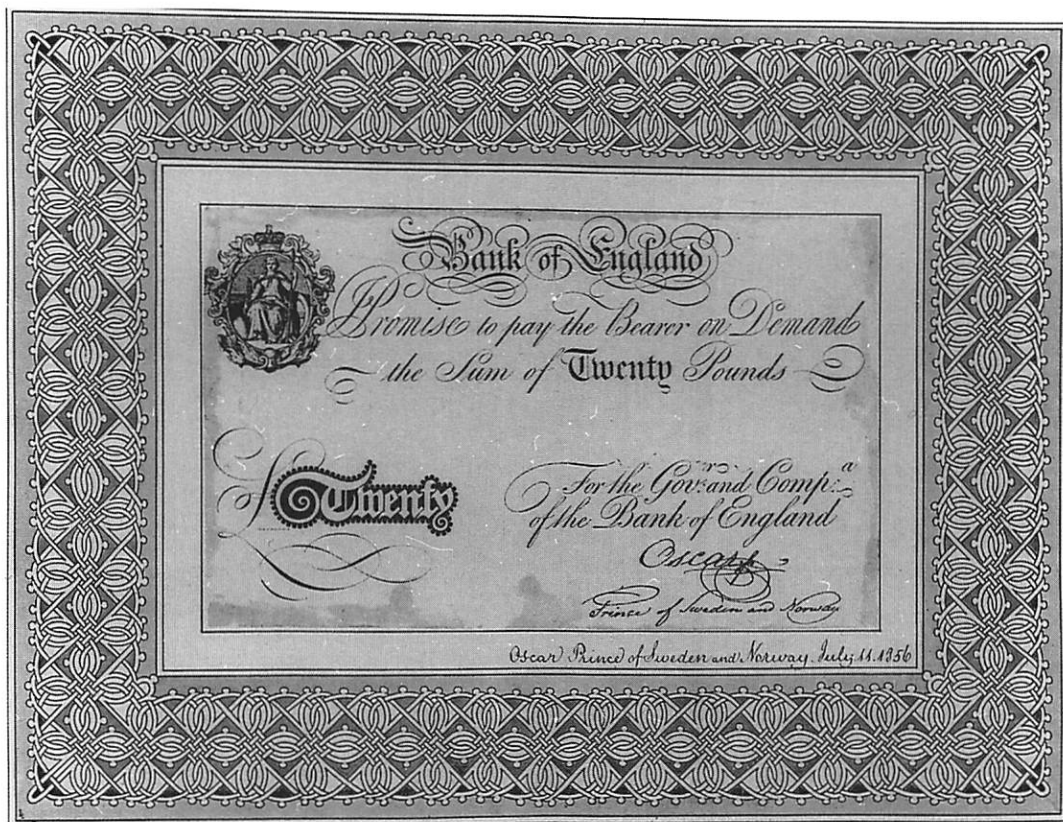 Bank of England
I Promise to pay the Bearer on Demand
the Sum of Twenty Pounds
£ Twenty
For the Gov.r and Comp.a
of the Bank of England
Oscar
Prince of Sweden and Norway
Oscar Prince of Sweden and Norway. July 11. 1856